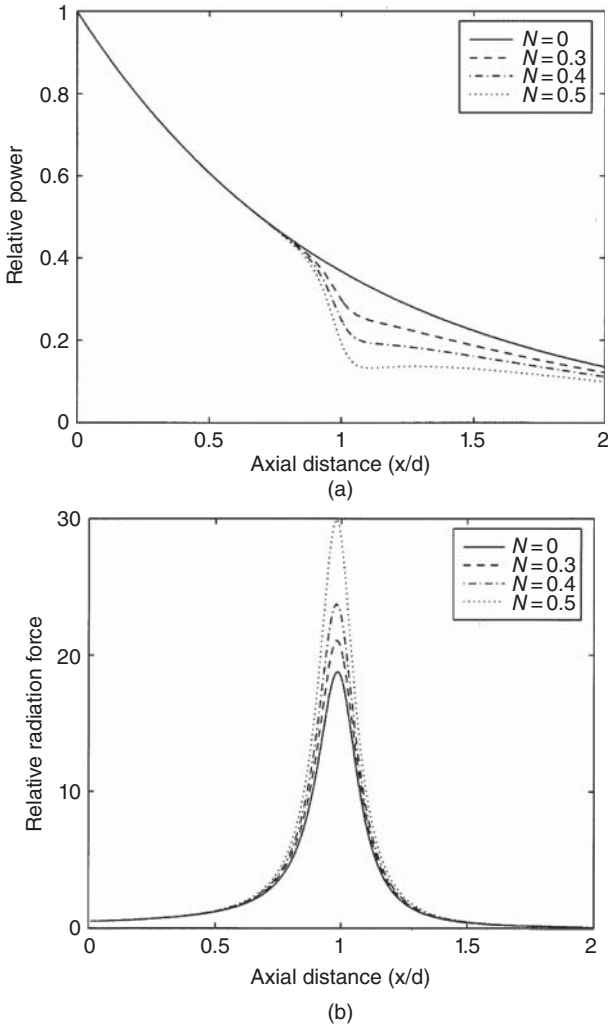 1
0.8
0.6
0.4
0.2
0
Relative power
N=0
N=0.3
N=0.4
N=0.5
0 0.5 1 1.5 2
Axial distance (x/d)
(a)
30
20
10
0
Relative radiation force
N=0
N=0.3
N=0.4
N=0.5
0 0.5 1 1.5 2
Axial distance (x/d)
(b)